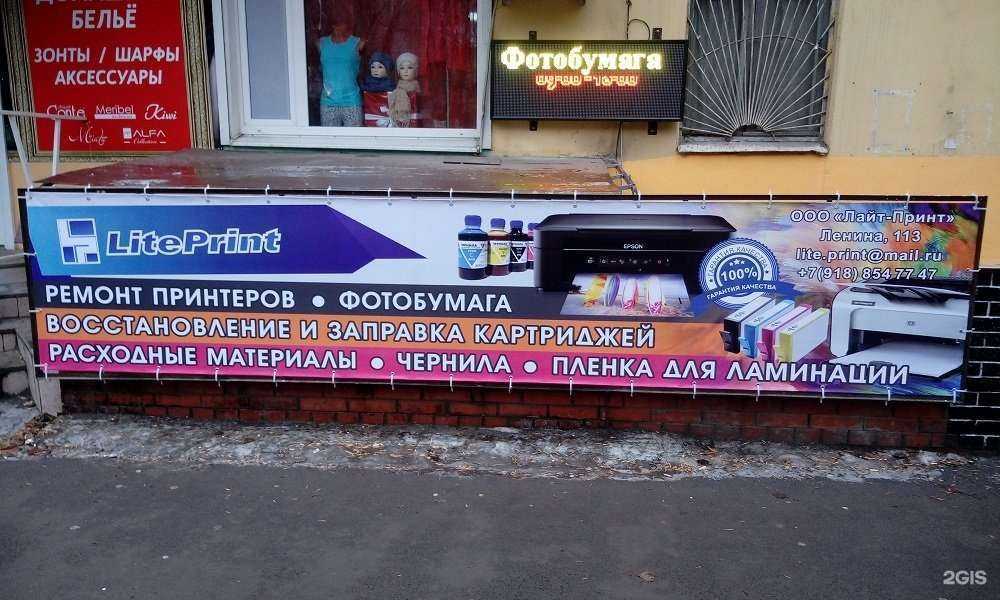 БЕЛЬЁ
ЗОНТЫ / ШАРФЫ
АКСЕССУАРЫ
Conte Meribel Kiwi
ALFA
Фотобумага
LitePrint
EPSON
100%
ГАРАНТИЯ КАЧЕСТВА
ООО «Лайт-Принт»
Ленина, 113
lite.print@mail.ru
+7(918) 854 77 47
РЕМОНТ ПРИНТЕРОВ • ФОТОБУМАГА
ВОССТАНОВЛЕНИЕ И ЗАПРАВКА КАРТРИДЖЕЙ
РАСХОДНЫЕ МАТЕРИАЛЫ • ЧЕРНИЛА • ПЛЕНКА ДЛЯ ЛАМИНАЦИИ
2GIS